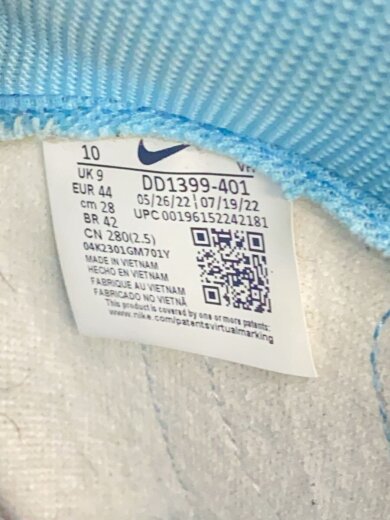 10
UK 9
EUR 44
cm 28
BR 42
CN 280(2.5)
DD1399-401
05/26/22 07/19/22
UPC 00196152242181
04K2301GM701Y
MADE IN VIETNAM
HECHO EN VIETNAM
FABRIQUE AU VIETNAM
FABRICADO NO VIETNÃ
This product is covered by one or more patents:
www.nike.com/patentsvirtualmarking